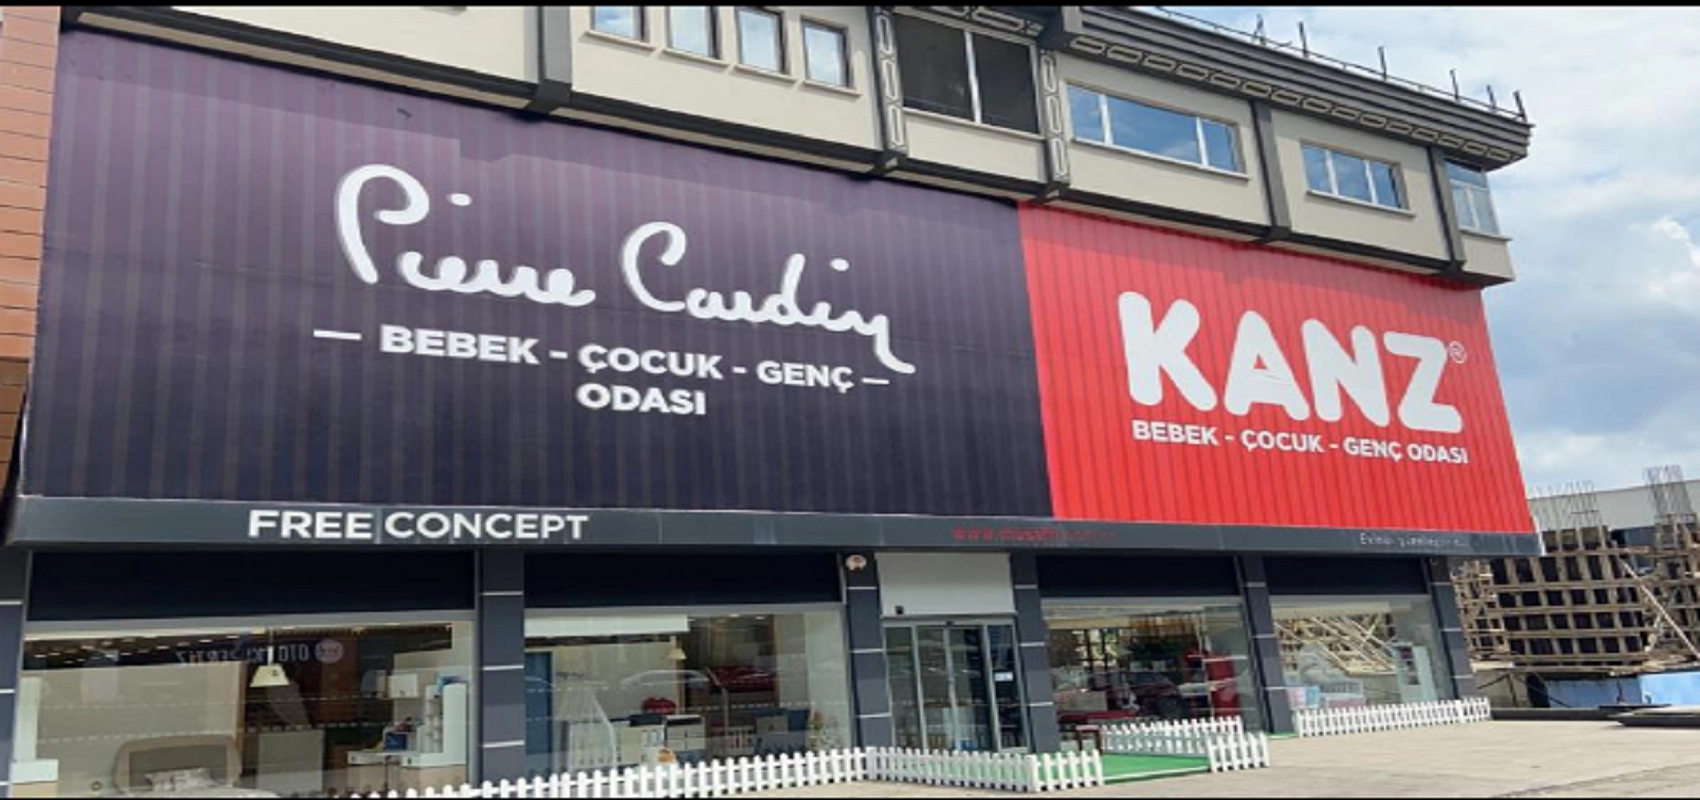 Pierre Cardin
— BEBEK - ÇOCUK - GENÇ —
ODASI
KANZ®
BEBEK - ÇOCUK - GENÇ ODASI
FREE|CONCEPT